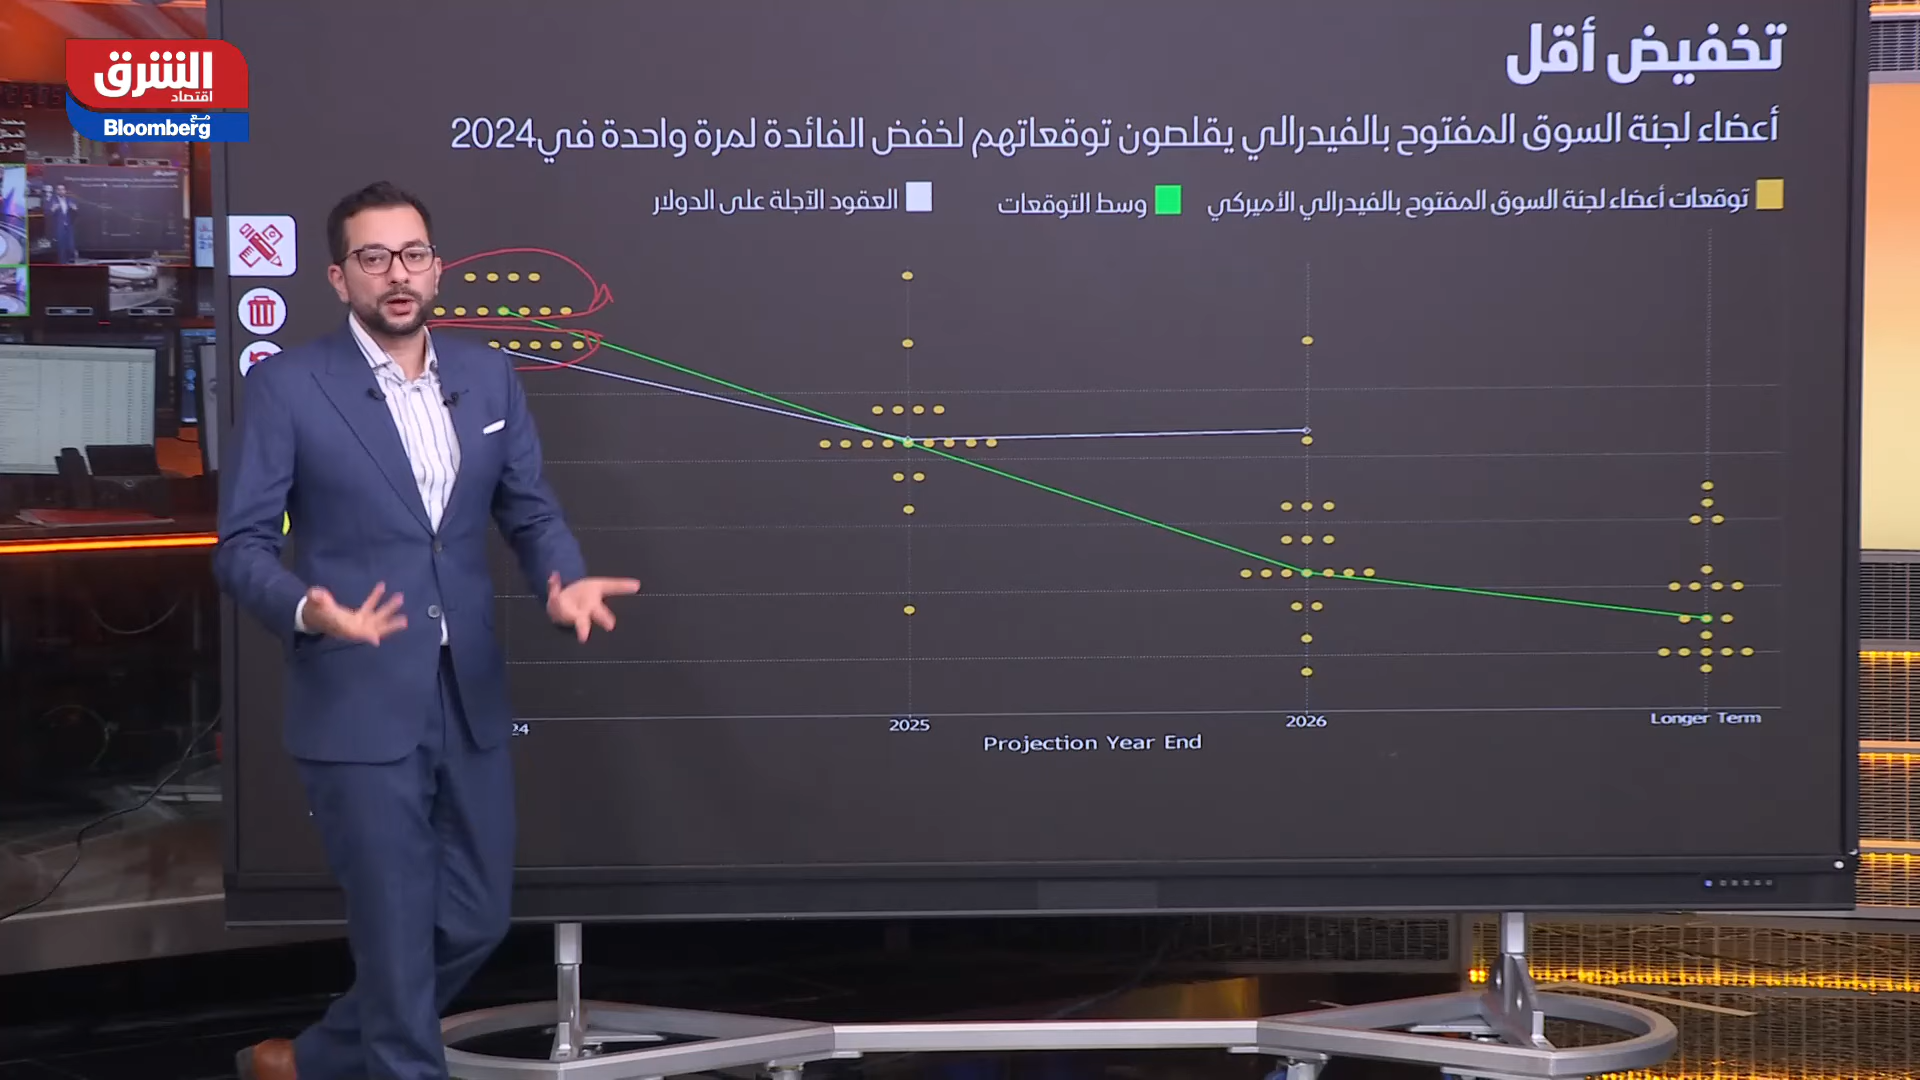 الشرق
اقتصاد
مع
Bloomberg
تخفيض أقل
أعضاء لجنة السوق المفتوح بالفيدرالي يقلصون توقعاتهم لخفض الفائدة لمرة واحدة في2024
توقعات أعضاء لجنة السوق المفتوح بالفيدرالي الأميركي
وسط التوقعات
العقود الآجلة على الدولار
24
2025
2026
Longer Term
Projection Year End